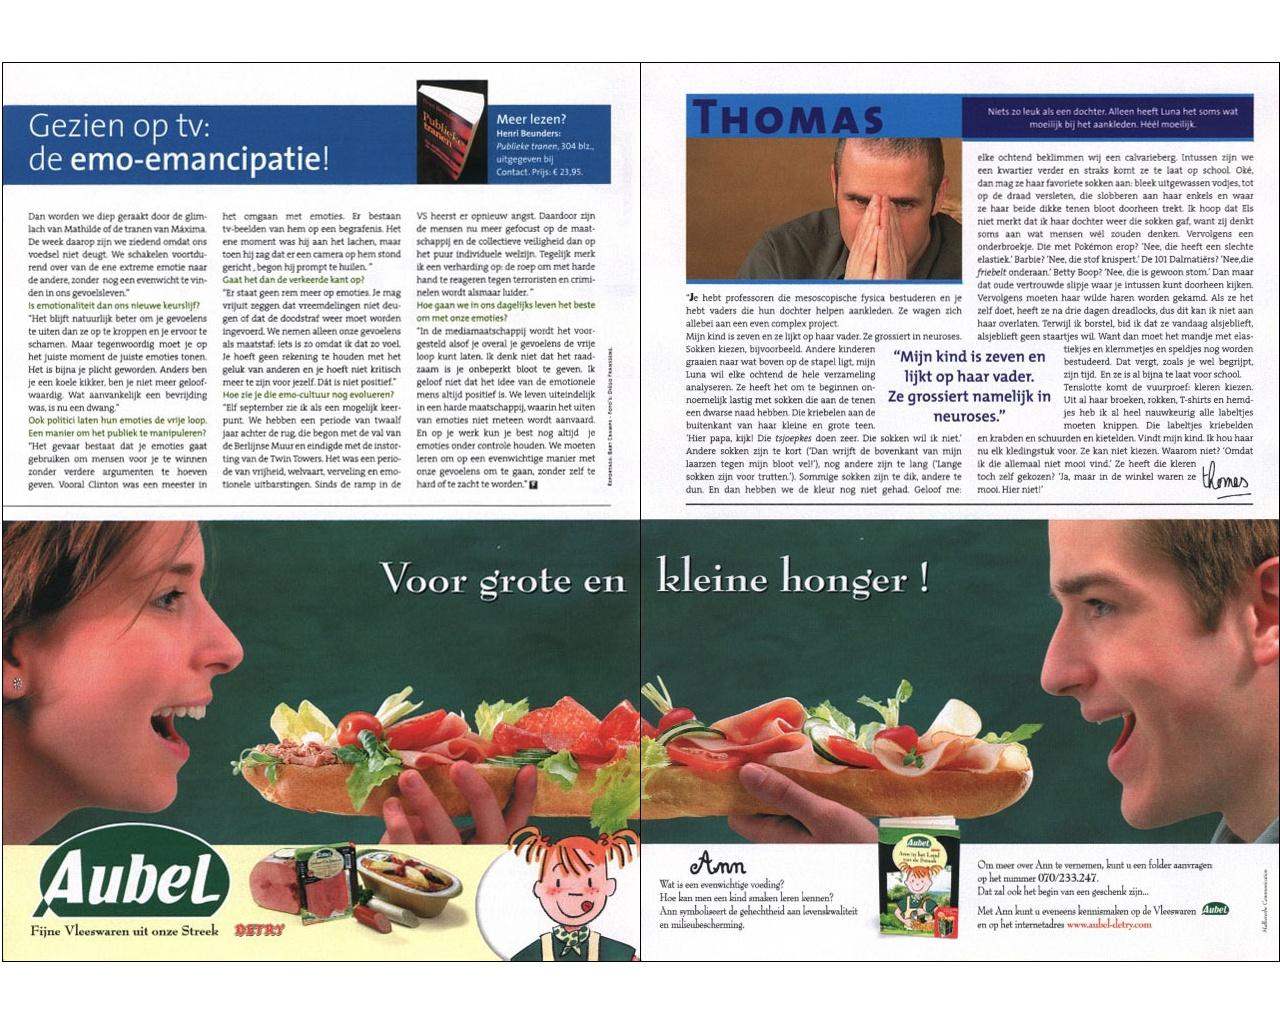 Gezien op tv:
de emo-emancipatie!
Publieke
tranen
Meer lezen?
Henri Beunders:
Publieke tranen, 304 blz.,
uitgegeven bij
Contact. Prijs: € 23,95.
Dan worden we diep geraakt door de glim-
lach van Mathilde of de tranen van Máxima.
De week daarop zijn we ziedend omdat ons
voedsel niet deugt. We schakelen voortdu-
rend over van de ene extreme emotie naar
de andere, zonder nog een evenwicht te vin-
den in ons gevoelsleven."
Is emotionaliteit dan ons nieuwe keurslijf?
"Het blijft natuurlijk beter om je gevoelens
te uiten dan ze op te kroppen en je ervoor te
schamen. Maar tegenwoordig moet je op
het juiste moment de juiste emoties tonen.
Het is bijna je plicht geworden. Anders ben
je een koele kikker, ben je niet meer geloof-
waardig. Wat aanvankelijk een bevrijding
was, is nu een dwang."
Ook politici laten hun emoties de vrije loop.
Een manier om het publiek te manipuleren?
"Het gevaar bestaat dat je emoties gaat
gebruiken om mensen voor je te winnen
zonder verdere argumenten te hoeven
geven. Vooral Clinton was een meester in
het omgaan met emoties. Er bestaan
tv-beelden van hem op een begrafenis. Het
ene moment was hij aan het lachen, maar
toen hij zag dat er een camera op hem stond
gericht , begon hij prompt te huilen. "
Gaat het dan de verkeerde kant op?
"Er staat geen rem meer op emoties. Je mag
vrijuit zeggen dat vreemdelingen niet deu-
gen of dat de doodstraf weer moet worden
ingevoerd. We nemen alleen onze gevoelens
als maatstaf: iets is zo omdat ik dat zo voel.
Je hoeft geen rekening te houden met het
geluk van anderen en je hoeft niet kritisch
meer te zijn voor jezelf. Dát is niet positief."
Hoe zie je die emo-cultuur nog evolueren?
"Elf september zie ik als een mogelijk keer-
punt. We hebben een periode van twaalf
jaar achter de rug, die begon met de val van
de Berlijnse Muur en eindigde met de instor-
ting van de Twin Towers. Het was een perio-
de van vrijheid, welvaart, verveling en emo-
tionele uitbarstingen. Sinds de ramp in de
VS heerst er opnieuw angst. Daardoor zijn
de mensen nu meer gefocust op de maat-
schappij en de collectieve veiligheid dan op
het puur individuele welzijn. Tegelijk merk
ik een verharding op: de roep om met harde
hand te reageren tegen terroristen en crimi-
nelen wordt alsmaar luider. "
Hoe gaan we in ons dagelijks leven het beste
om met onze emoties?
"In de mediamaatschappij wordt het voor-
gesteld alsof je overal je gevoelens de vrije
loop kunt laten. Ik denk niet dat het raad-
zaam is je onbeperkt bloot te geven. Ik
geloof niet dat het idee van de emotionele
mens altijd positief is. We leven uiteindelijk
in een harde maatschappij, waarin het uiten
van emoties niet meteen wordt aanvaard.
En op je werk kun je best nog altijd je
emoties onder controle houden. We moeten
leren om op een evenwichtige manier met
onze gevoelens om te gaan, zonder zelf te
hard of te zacht te worden."
THOMAS
Niets zo leuk als een dochter. Alleen heeft Luna het soms wat
moeilijk bij het aankleden. Héél moeilijk.
"Je hebt professoren die mesoscopische fysica bestuderen en je
hebt vaders die hun dochter helpen aankleden. Ze wagen zich
allebei aan een even complex project.
Mijn kind is zeven en ze lijkt op haar vader. Ze grossiert in neuroses.
Sokken kiezen, bijvoorbeeld. Andere kinderen
graaien naar wat boven op de stapel ligt, mijn
Luna wil elke ochtend de hele verzameling
analyseren. Ze heeft het om te beginnen on-
noemelijk lastig met sokken die aan de tenen
een dwarse naad hebben. Die kriebelen aan de
buitenkant van haar kleine en grote teen.
'Hier papa, kijk! Die tsjoepkes doen zeer. Die sokken wil ik niet.'
Andere sokken zijn te kort ('Dan wrijft de bovenkant van mijn
laarzen tegen mijn bloot vel!'), nog andere zijn te lang ('Lange
sokken zijn voor trutten.'). Sommige sokken zijn te dik, andere te
dun. En dan hebben we de kleur nog niet gehad. Geloof me:
"Mijn kind is zeven en
lijkt op haar vader.
Ze grossiert namelijk in
neuroses."
elke ochtend beklimmen wij een calvarieberg. Intussen zijn we
een kwartier verder en straks komt ze te laat op school. Oké,
dan mag ze haar favoriete sokken aan: bleek uitgewassen vodjes, tot
op de draad versleten, die slobberen aan haar enkels en waar
ze haar beide dikke tenen bloot doorheen trekt. Ik hoop dat Els
niet merkt dat ik haar dochter weer die sokken gaf, want zij denkt
soms aan wat mensen wél zouden denken. Vervolgens een
onderbroekje. Die met Pokémon erop? 'Nee, die heeft een slechte
elastiek.' Barbie? 'Nee, die stof knispert.' De 101 Dalmatiërs? 'Nee,die
friebelt onderaan.' Betty Boop? 'Nee, die is gewoon stom.' Dan maar
dat oude vertrouwde slipje waar je intussen kunt doorheen kijken.
Vervolgens moeten haar wilde haren worden gekamd. Als ze het
zelf doet, heeft ze na drie dagen dreadlocks, dus dit kan ik niet aan
haar overlaten. Terwijl ik borstel, bid ik dat ze vandaag alsjeblieft,
alsjeblieft geen staartjes wil. Want dan moet het mandje met elas-
tiekjes en klemmetjes en speldjes nog worden
bestudeerd. Dat vergt, zoals je wel begrijpt,
zijn tijd. En ze is al bijna te laat voor school.
Tenslotte komt de vuurproef: kleren kiezen.
Uit al haar broeken, rokken, T-shirts en hemd-
jes heb ik al heel nauwkeurig alle labeltjes
moeten knippen. Die labeltjes kriebelden
en krabden en schuurden en kietelden. Vindt mijn kind. Ik hou haar
nu elk kledingstuk voor. Ze kan niet kiezen. Waarom niet? 'Omdat
ik die allemaal niet mooi vind.' Ze heeft die kleren
toch zelf gekozen? 'Ja, maar in de winkel waren ze
mooi. Hier niet!'
thomas
Voor grote en kleine honger !
Aubel
Fijne Vleeswaren uit onze Streek
DETRY
Ann
Wat is een evenwichtige voeding?
Hoe kan men een kind smaken leren kennen?
Ann symboliseert de gehechtheid aan levenskwaliteit
en milieubescherming.
Aubel
Ann in het Land
van de Smaak
Om meer over Ann te vernemen, kunt u een folder aanvragen
op het nummer 070/233.247.
Dat zal ook het begin van een geschenk zijn...
Met Ann kunt u eveneens kennismaken op de Vleeswaren Aubel
en op het internetadres www.aubel-detry.com